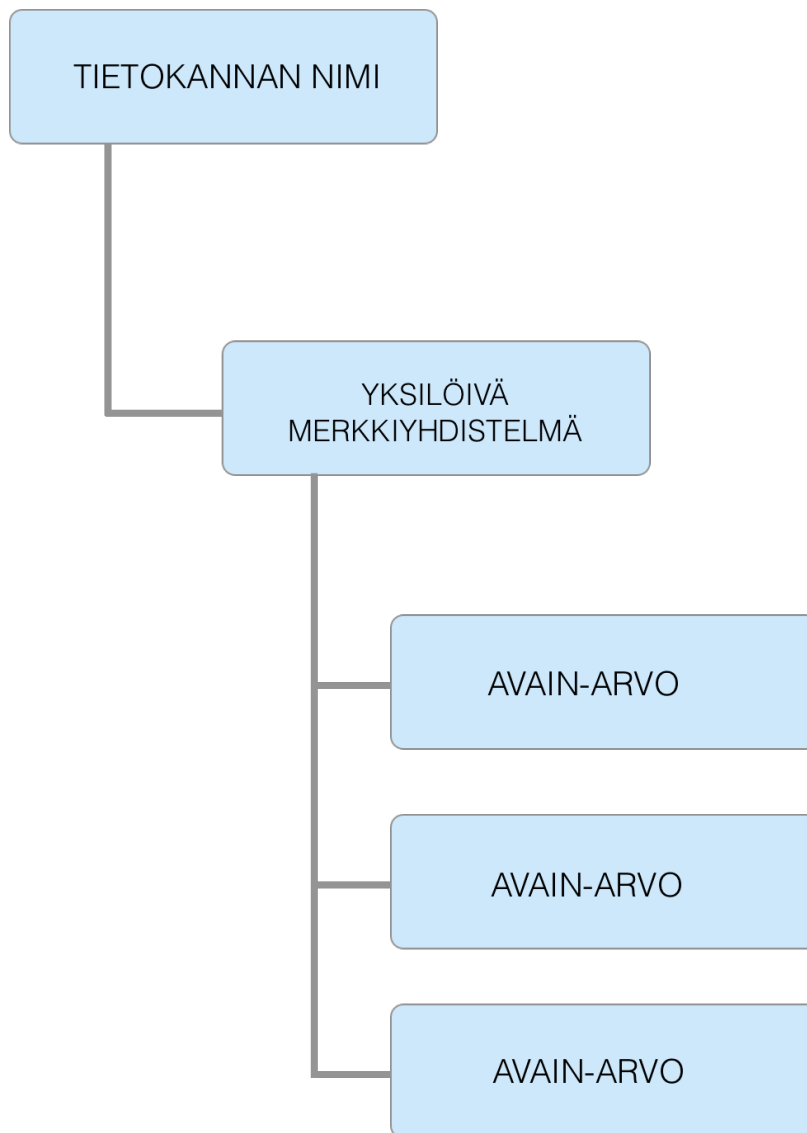 TIETOKANNAN NIMI
YKSILÖIVÄ
MERKKIYHDISTELMÄ
AVAIN-ARVO
AVAIN-ARVO
AVAIN-ARVO